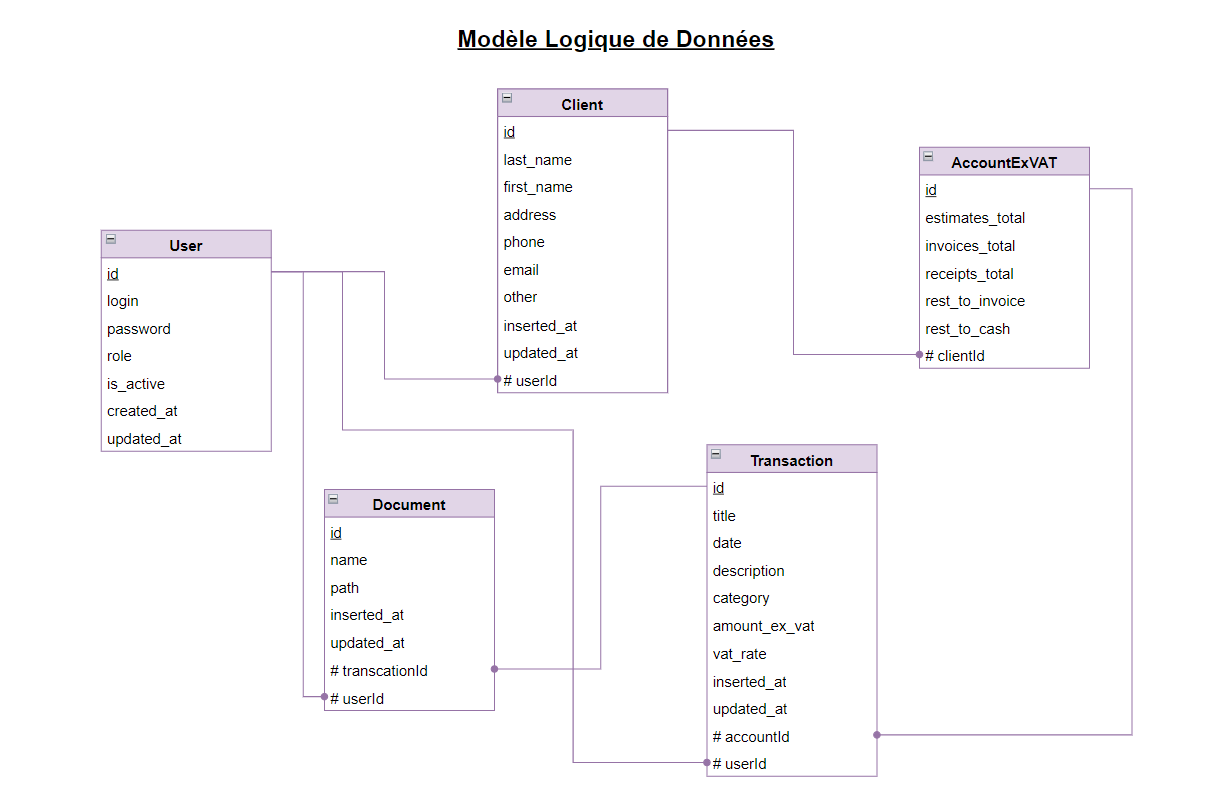 Modèle Logique de Données
Client
id
last_name
first_name
address
phone
email
other
inserted_at
updated_at
# userId
AccountExVAT
id
estimates_total
invoices_total
receipts_total
rest_to_invoice
rest_to_cash
# clientId
User
id
login
password
role
is_active
created_at
updated_at
Document
id
name
path
inserted_at
updated_at
# transcationId
# userId
Transaction
id
title
date
description
category
amount_ex_vat
vat_rate
inserted_at
updated_at
# accountId
# userId